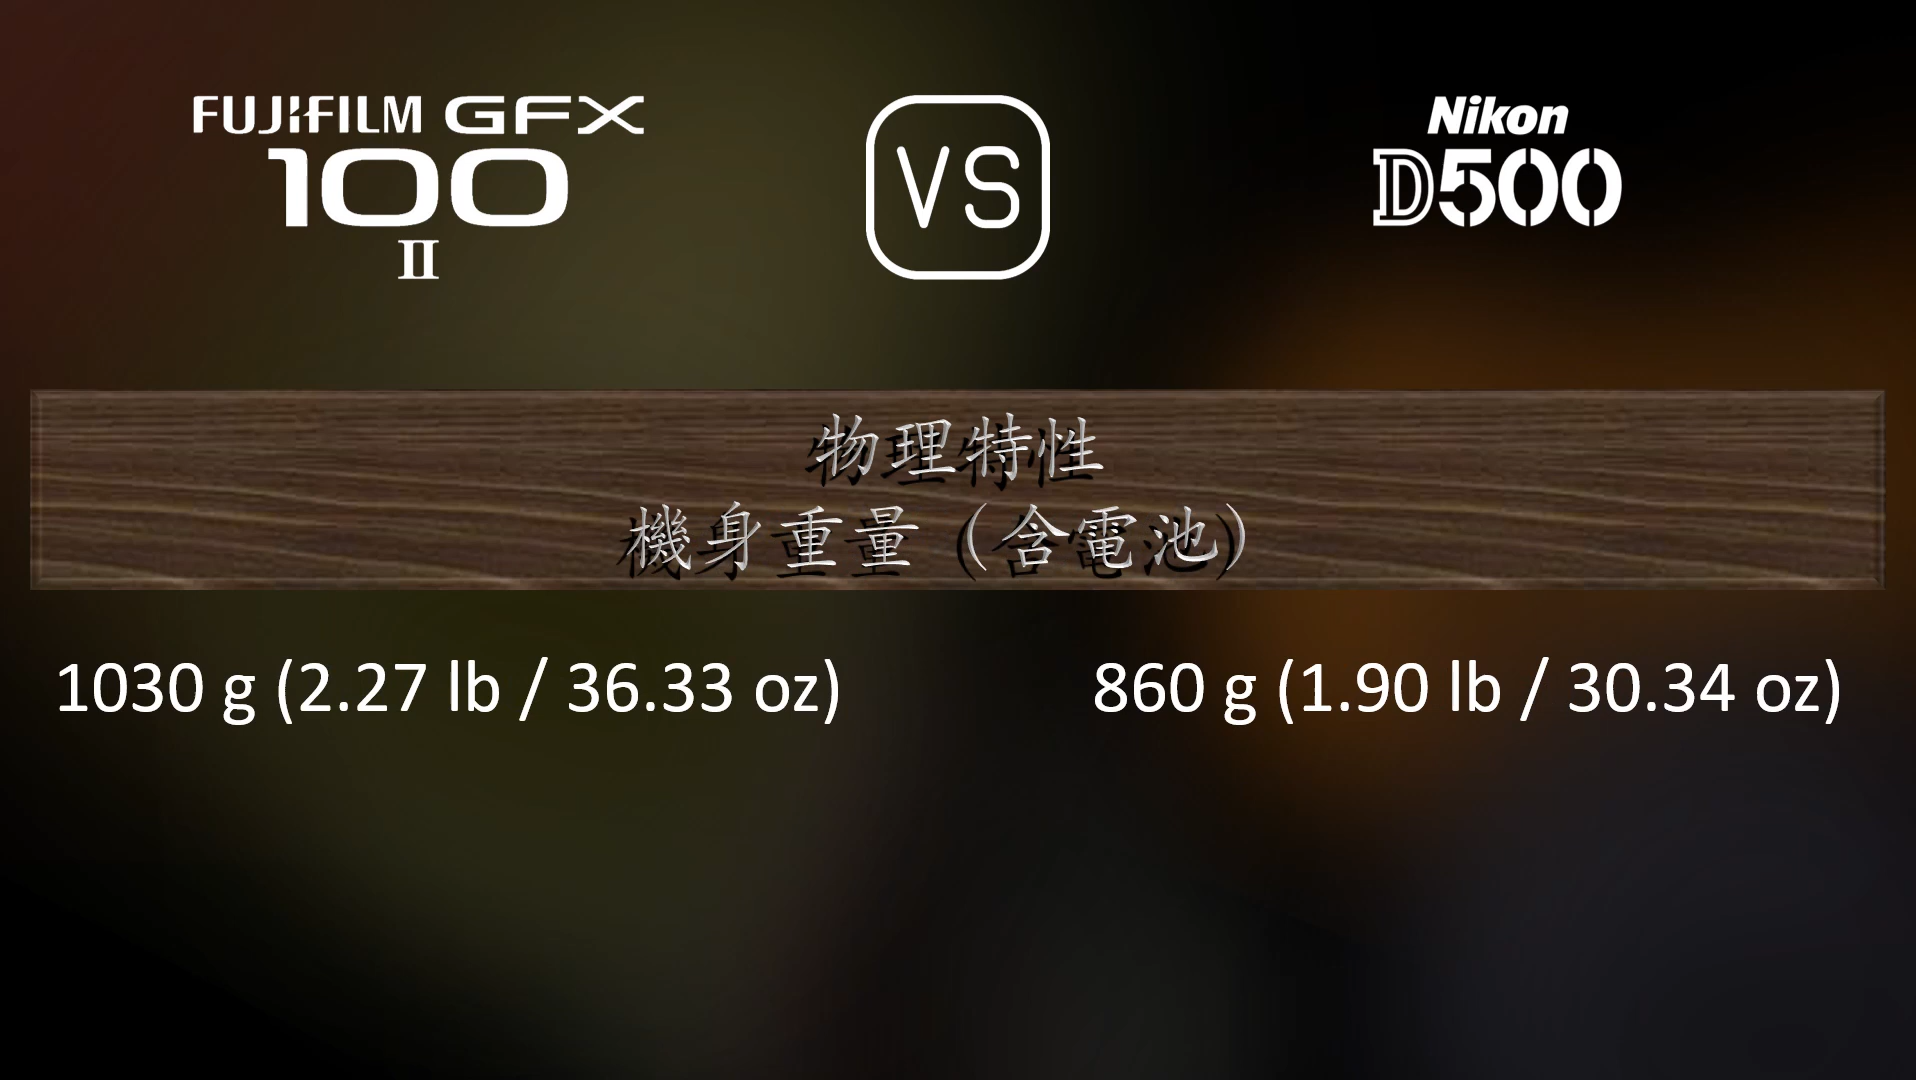 FUJIFILM GFX
100
II
VS
Nikon
D500
物理特性
機身重量（含電池）
1030 g (2.27 lb / 36.33 oz)
860 g (1.90 lb / 30.34 oz)